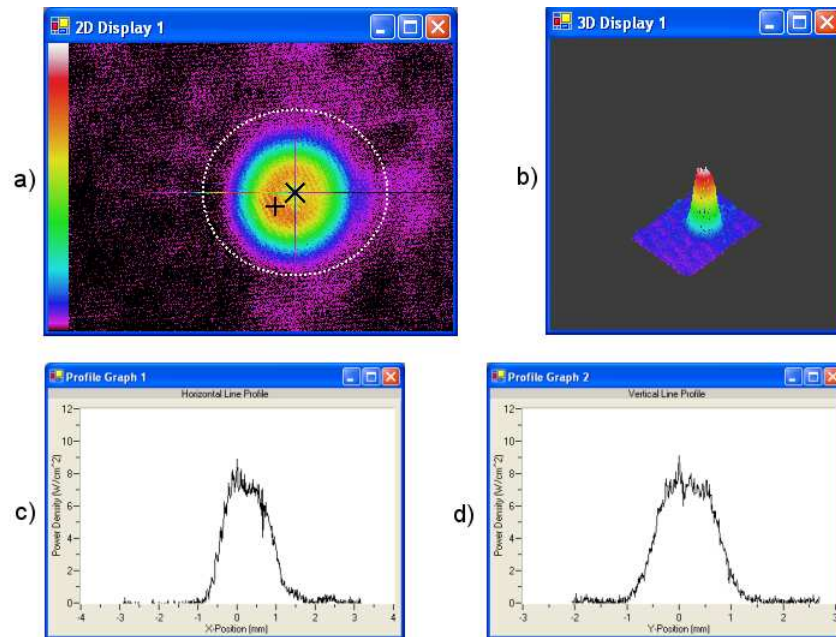 2D Display 1
3D Display 1
a)
b)
Profile Graph 1
Profile Graph 2
Horizontal Line Profile
Vertical Line Profile
c)
d)
Power Density (W/cm^2)
12
10
8
6
4
2
0
-4
-3
-2
-1
0
1
2
3
4
X-Position (mm)
Power Density (W/cm^2)
12
10
8
6
4
2
0
-3
-2
-1
0
1
2
Y-Position (mm)